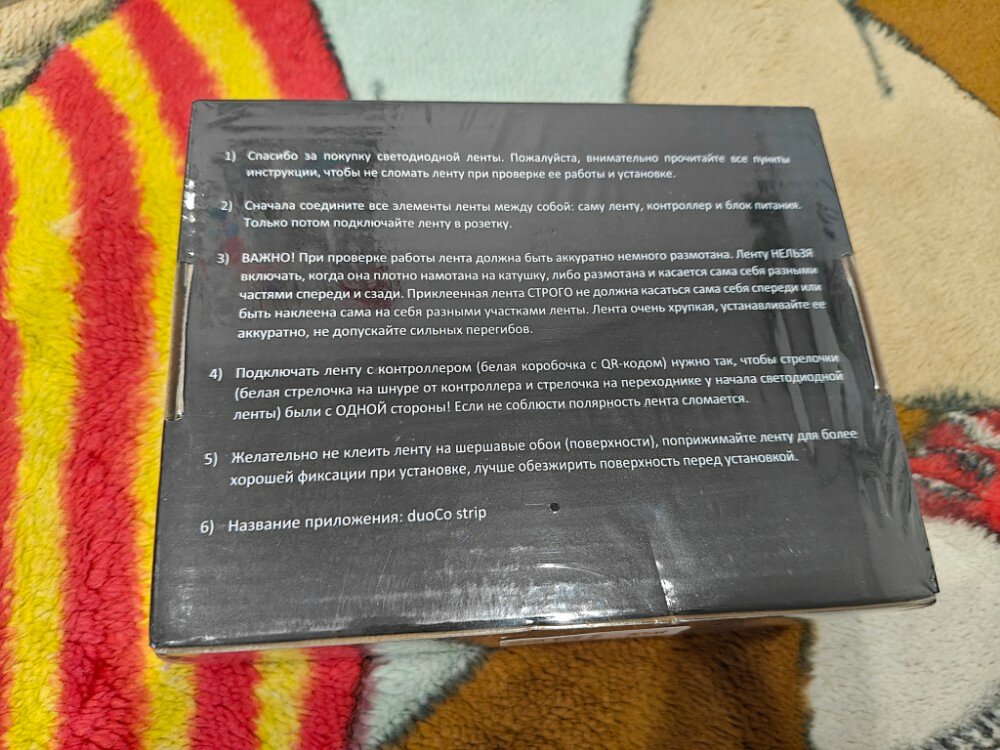 1) Спасибо за покупку светодиодной ленты. Пожалуйста, внимательно прочитайте все пункты
инструкции, чтобы не сломать ленту при проверке ее работы и установке.
2) Сначала соедините все элементы ленты между собой: саму ленту, контроллер и блок питания.
Только потом подключайте ленту в розетку.
3) ВАЖНО! При проверке работы лента должна быть аккуратно немного размотана. Ленту НЕЛЬЗЯ
включать, когда она плотно намотана на катушку, либо размотана и касается сама себя разными
частями спереди и сзади. Приклеенная лента СТРОГО не должна касаться сама себя спереди или
быть наклеена сама на себя разными участками ленты. Лента очень хрупкая, устанавливайте ее
аккуратно, не допускайте сильных перегибов.
4) Подключать ленту с контроллером (белая коробочка с QR-кодом) нужно так, чтобы стрелочки
(белая стрелочка на шнуре от контроллера и стрелочка на переходнике у начала светодиодной
ленты) были с ОДНОЙ стороны! Если не соблюсти полярность лента сломается.
5) Желательно не клеить ленту на шершавые обои (поверхности), поприжимайте ленту для более
хорошей фиксации при установке, лучше обезжирить поверхность перед установкой.
6) Название приложения: duoCo strip